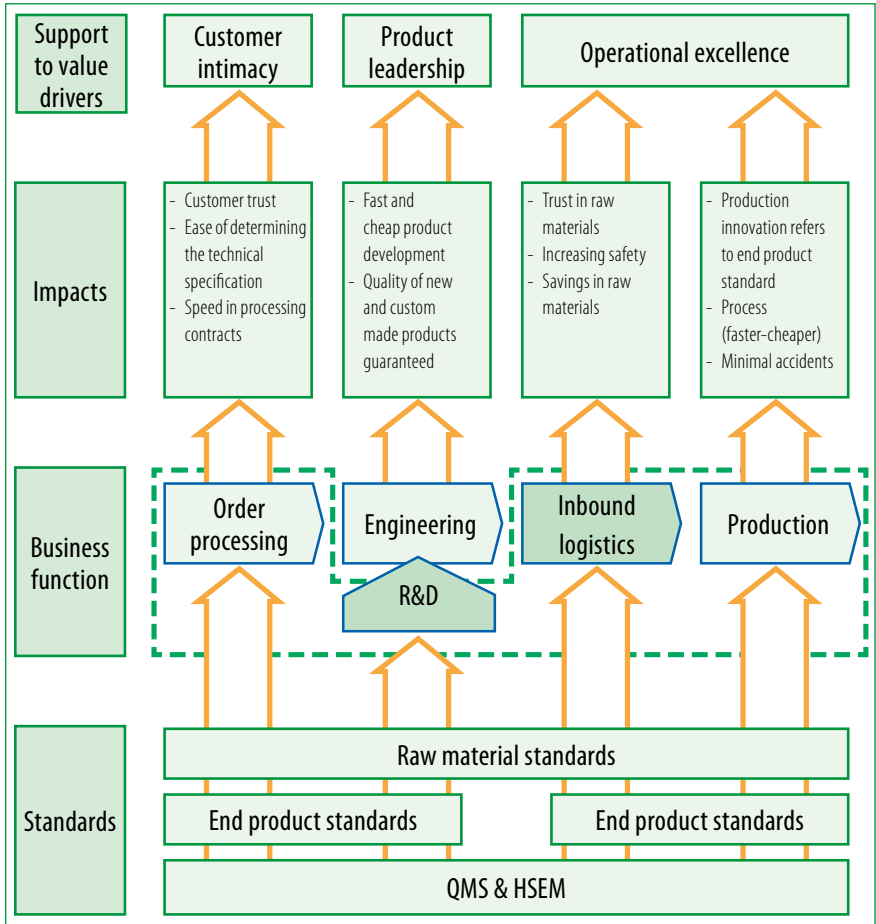 Support
to value
drivers
Customer
intimacy
Product
leadership
Operational excellence
Impacts
- Customer trust
- Ease of determining
the technical
specification
- Speed in processing
contracts
- Fast and
cheap product
development
- Quality of new
and custom
made products
guaranteed
- Trust in raw
materials
- Increasing safety
- Savings in raw
materials
- Production
innovation refers
to end product
standard
- Process
(faster-cheaper)
- Minimal accidents
Business
function
Order
processing
Engineering
R&D
Inbound
logistics
Production
Standards
Raw material standards
End product standards
End product standards
QMS & HSEM